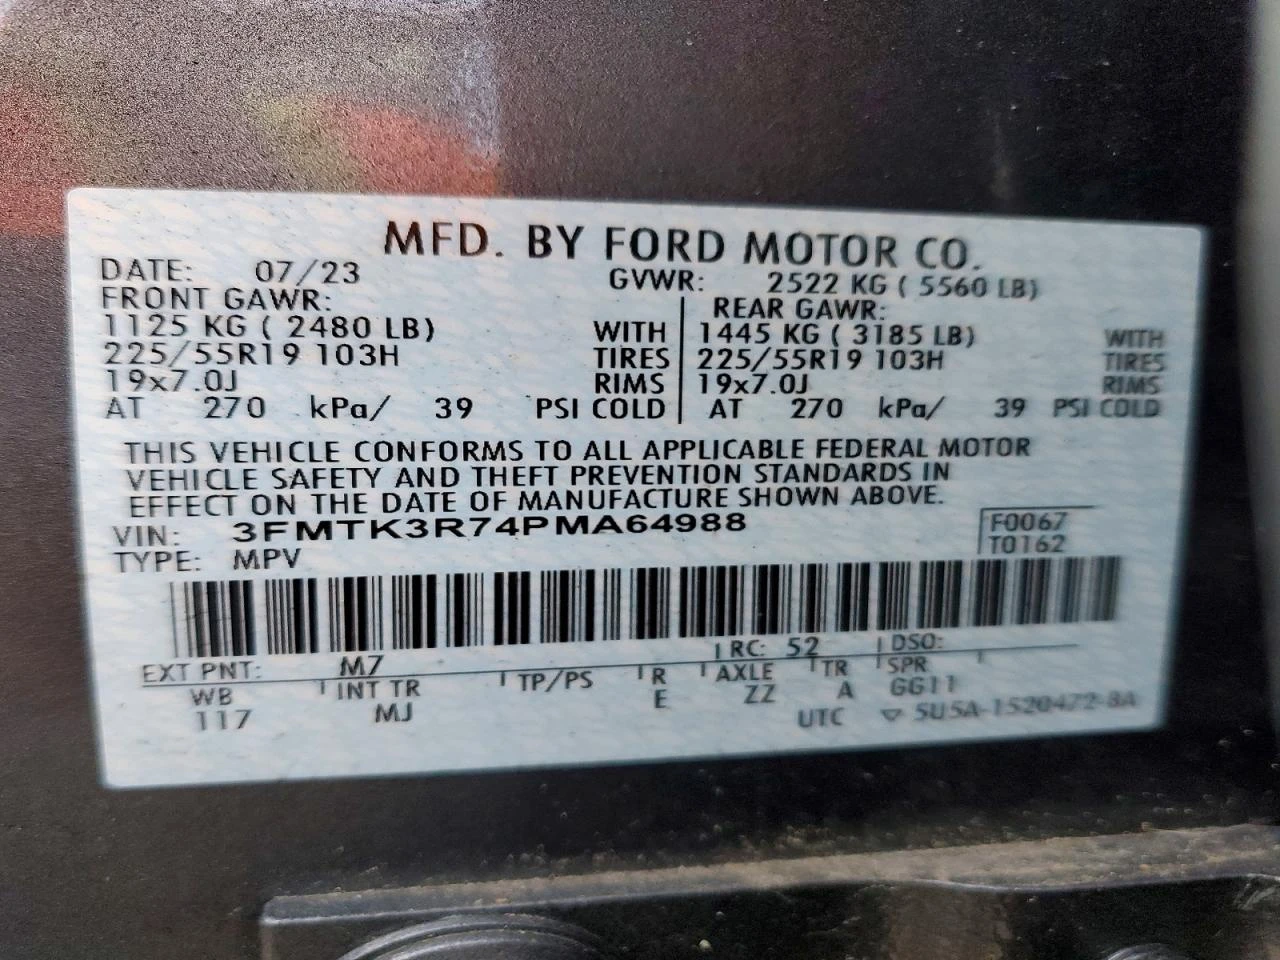 MFD. BY FORD MOTOR CO.
DATE: 07/23 GVWR: 2522 KG ( 5560 LB)
FRONT GAWR: REAR GAWR:
1125 KG ( 2480 LB) WITH 1445 KG ( 3185 LB) WITH
225/55R19 103H TIRES 225/55R19 103H TIRES
19x7.0J RIMS 19x7.0J RIMS
AT 270 kPa/ 39 PSI COLD AT 270 kPa/ 39 PSI COLD
THIS VEHICLE CONFORMS TO ALL APPLICABLE FEDERAL MOTOR
VEHICLE SAFETY AND THEFT PREVENTION STANDARDS IN
EFFECT ON THE DATE OF MANUFACTURE SHOWN ABOVE.
VIN: 3FMTK3R74PMA64988 F0067
TYPE: MPV T0162
EXT PNT: M7 RC: 52 DSO:
WB INT TR TP/PS R AXLE TR SPR
117 MJ E ZZ A GG11
UTC ▽ 5U5A-1520472-BA